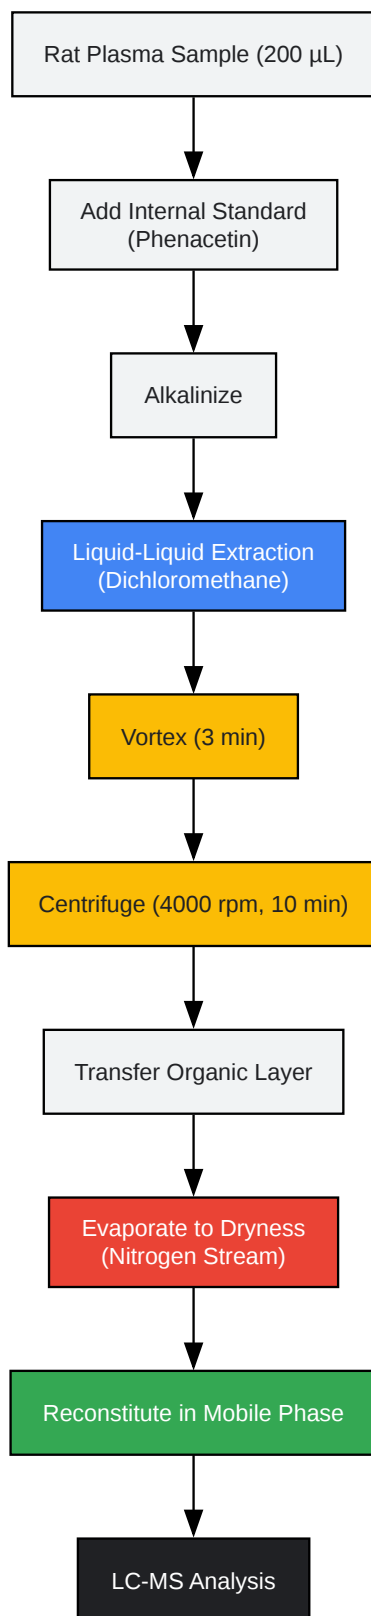 Rat Plasma Sample (200 µL)
Add Internal Standard
(Phenacetin)
Alkalinize
Liquid-Liquid Extraction
(Dichloromethane)
Vortex (3 min)
Centrifuge (4000 rpm, 10 min)
Transfer Organic Layer
Evaporate to Dryness
(Nitrogen Stream)
Reconstitute in Mobile Phase
LC-MS Analysis